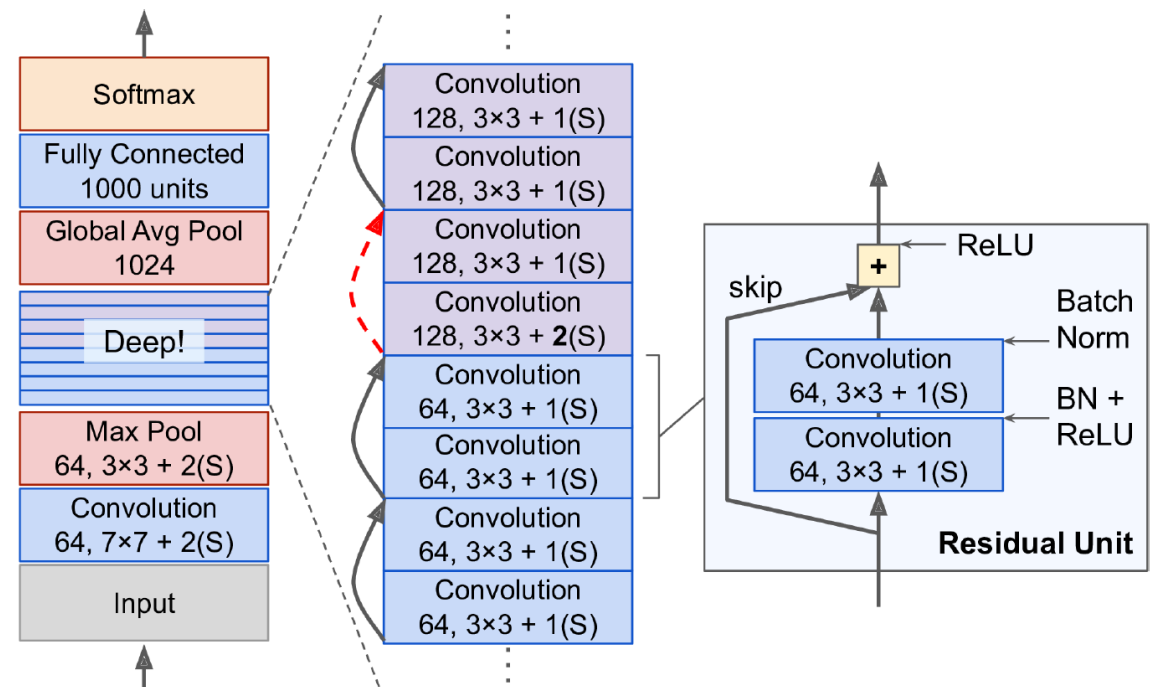 Softmax
Fully Connected
1000 units
Global Avg Pool
1024
Deep!
Max Pool
64, 3×3 + 2(S)
Convolution
64, 7×7 + 2(S)
Input
Convolution
128, 3×3 + 1(S)
Convolution
128, 3×3 + 1(S)
Convolution
128, 3×3 + 1(S)
Convolution
128, 3×3 + 2(S)
Convolution
64, 3×3 + 1(S)
Convolution
64, 3×3 + 1(S)
Convolution
64, 3×3 + 1(S)
Convolution
64, 3×3 + 1(S)
+
ReLU
skip
Batch
Norm
Convolution
64, 3×3 + 1(S)
BN +
ReLU
Convolution
64, 3×3 + 1(S)
Residual Unit